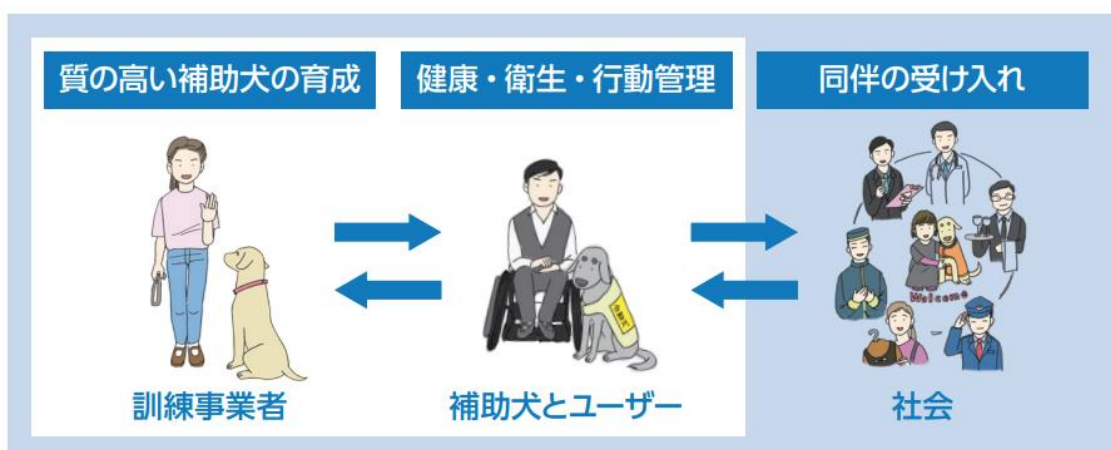 質の高い補助犬の育成
健康・衛生・行動管理
同伴の受け入れ
Welcome
訓練事業者
補助犬とユーザー
社会